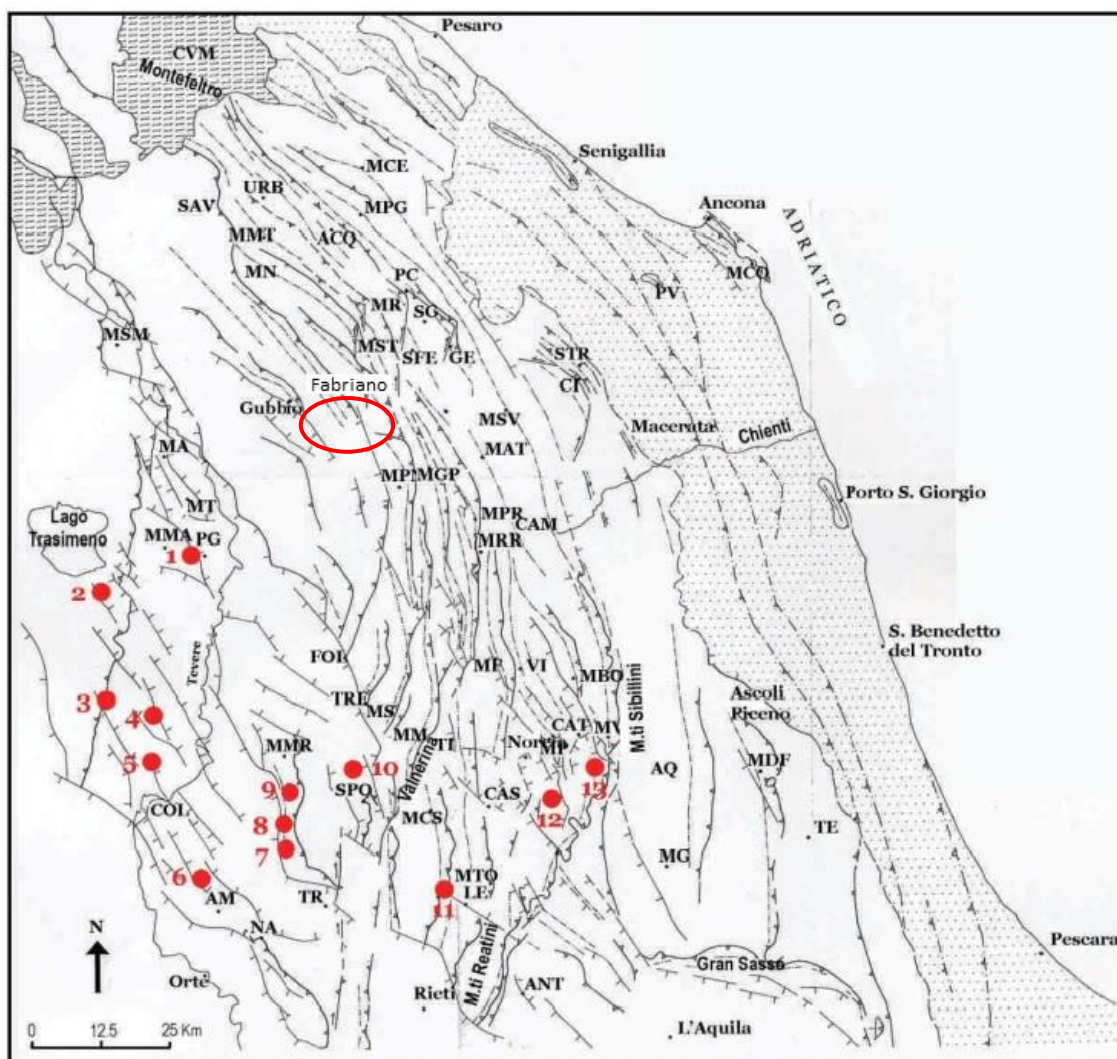 Pesaro
CVM
Montefeltro
Senigallia
MCE
URB
SAV
MPG
Ancona
MMT
ACQ
ADRIATICO
MN
PC
MCO
PV
MR
SG
MSM
MST
SFE
GE
STR
CI
Fabriano
Gubbio
MSV
Macerata
Chienti
MA
MAT
MGP
MT
Porto S. Giorgio
Lago
Trasimeno
MPR
CAM
MMA
PG
MRR
1
2
S. Benedetto
del Tronto
FOL
Tevere
MF
VI
MBO
TRE
MS
M.ti Sibillini
Ascoli
Piceno
3
4
MMR
MM
TI
Valnerina
CAT
MV
Norcia
MP
5
10
AQ
MDF
9
SPO
CAS
12
13
COL
8
MCS
TE
7
MG
6
AM
TR
MTO
LE
11
NA
N
M.ti Reatini
Pescara
Gran Sasso
Orte
Rieti
ANT
L'Aquila
0 12.5 25 Km